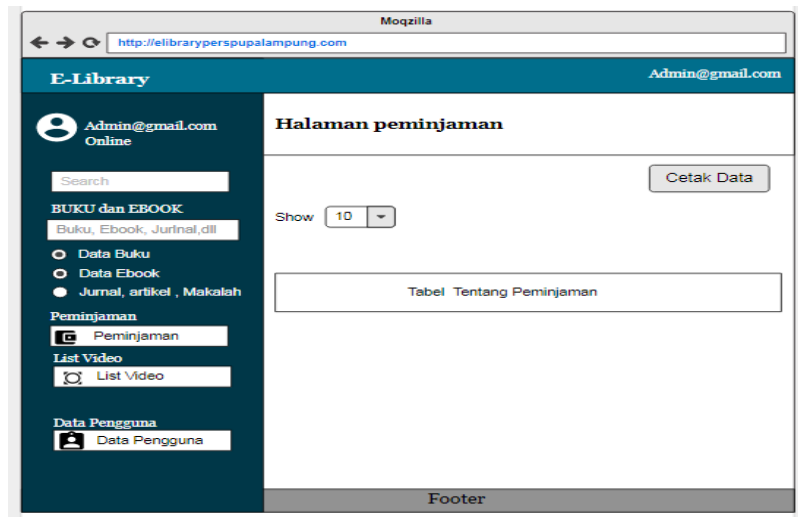 Moqzilla
http://elibraryperspupalampung.com
E-Library
Admin@gmail.com
Admin@gmail.com
Online
Search
BUKU dan EBOOK
Buku, Ebook, Jurlnal,dll
Data Buku
Data Ebook
Jurnal, artikel , Makalah
Peminjaman
Peminjaman
List Video
List Video
Data Pengguna
Data Pengguna
Halaman peminjaman
Cetak Data
Show 10
Tabel Tentang Peminjaman
Footer